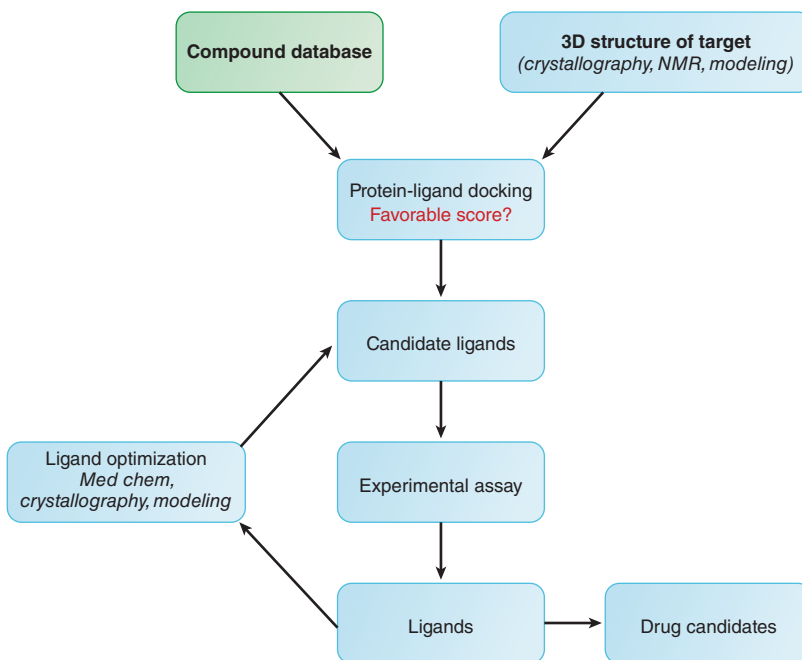 Compound database
3D structure of target
(crystallography, NMR, modeling)
Protein-ligand docking
Favorable score?
Candidate ligands
Ligand optimization
Med chem,
crystallography, modeling
Experimental assay
Ligands
Drug candidates